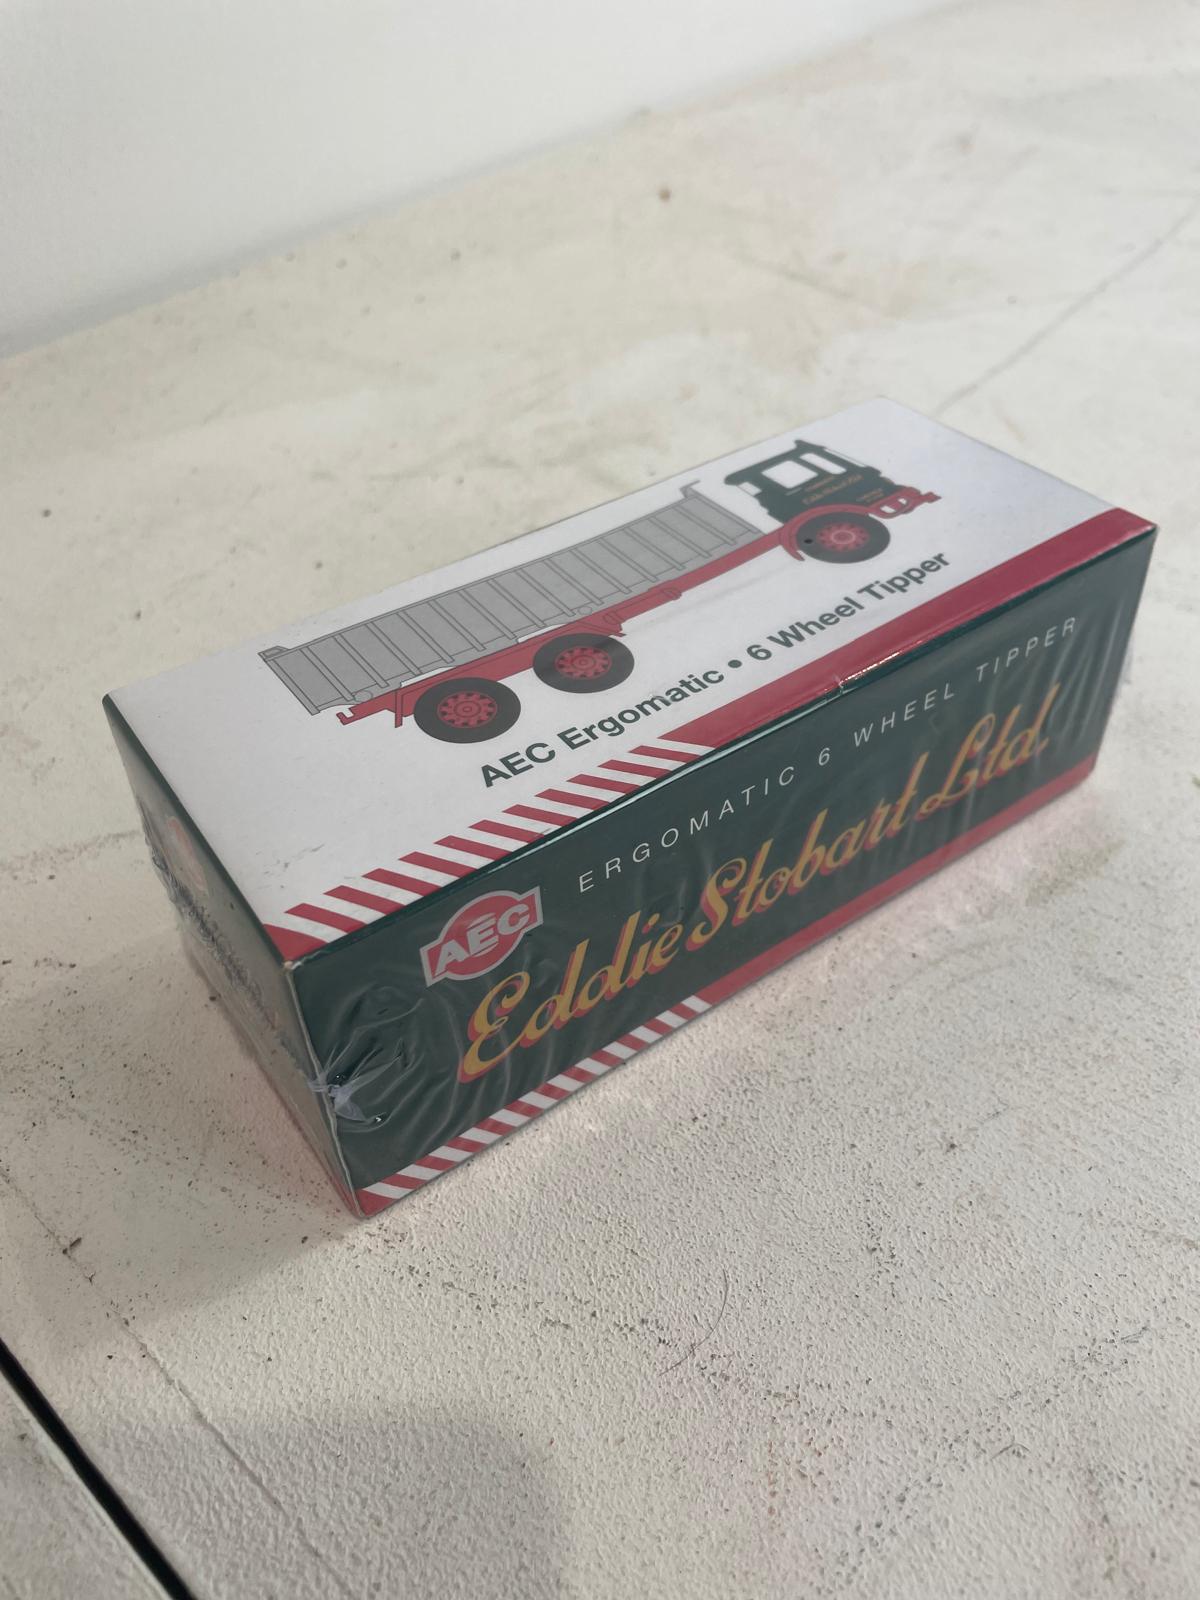 AEC Ergomatic • 6 Wheel Tipper
ERGOMATIC 6 WHEEL TIPPER
AEC
Eddie Stobart Ltd.